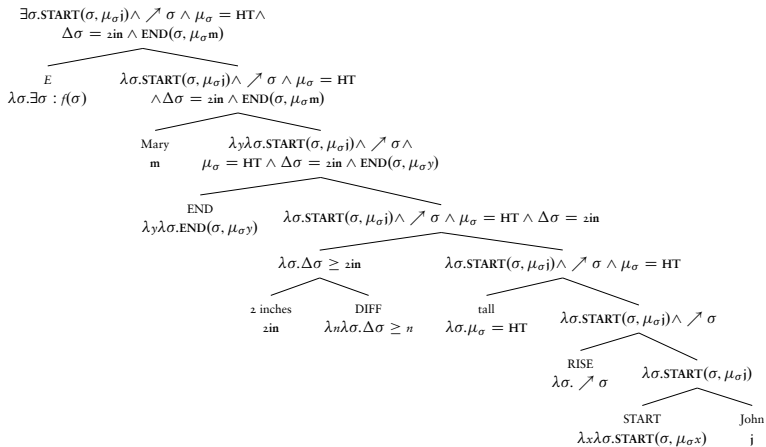 ∃σ.START(σ, μσj)∧ ↗ σ ∧ μσ = HT∧
Δσ = 2in ∧ END(σ, μσm)
E
λσ.∃σ : f(σ)
λσ.START(σ, μσj)∧ ↗ σ ∧ μσ = HT
∧Δσ = 2in ∧ END(σ, μσm)
Mary
m
λyλσ.START(σ, μσj)∧ ↗ σ∧
μσ = HT ∧ Δσ = 2in ∧ END(σ, μσy)
END
λyλσ.END(σ, μσy)
λσ.START(σ, μσj)∧ ↗ σ ∧ μσ = HT ∧ Δσ = 2in
λσ.Δσ ≥ 2in
λσ.START(σ, μσj)∧ ↗ σ ∧ μσ = HT
2 inches
2in
DIFF
λnλσ.Δσ ≥ n
tall
λσ.μσ = HT
λσ.START(σ, μσj)∧ ↗ σ
RISE
λσ. ↗ σ
λσ.START(σ, μσj)
START
λxλσ.START(σ, μσx)
John
j